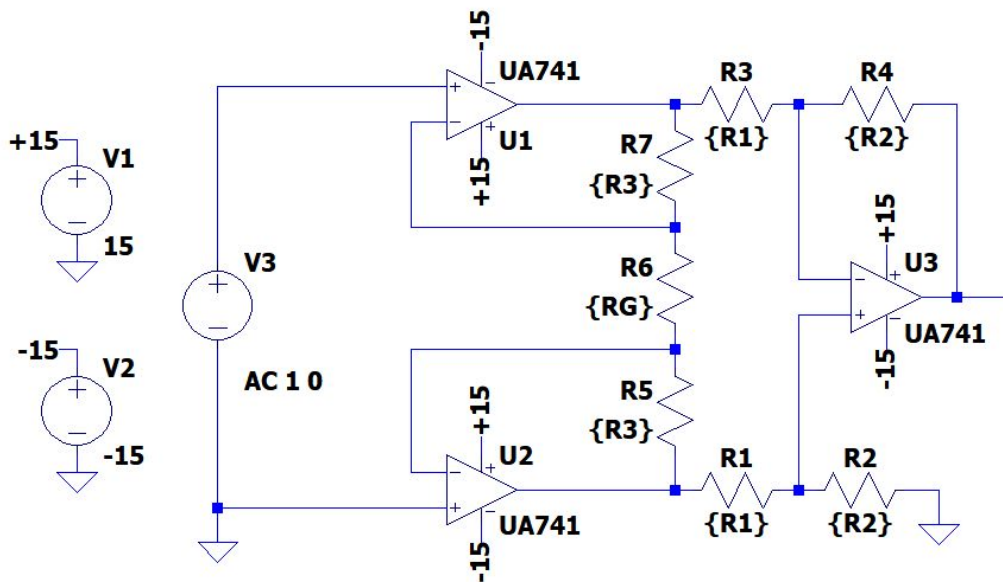 +15
V1
15
-15
V2
-15
V3
AC 1 0
-15
UA741
U1
+15
R3
{R1}
R4
{R2}
R7
{R3}
R6
{RG}
R5
{R3}
+15
U2
UA741
-15
R1
{R1}
R2
{R2}
+15
U3
UA741
-15